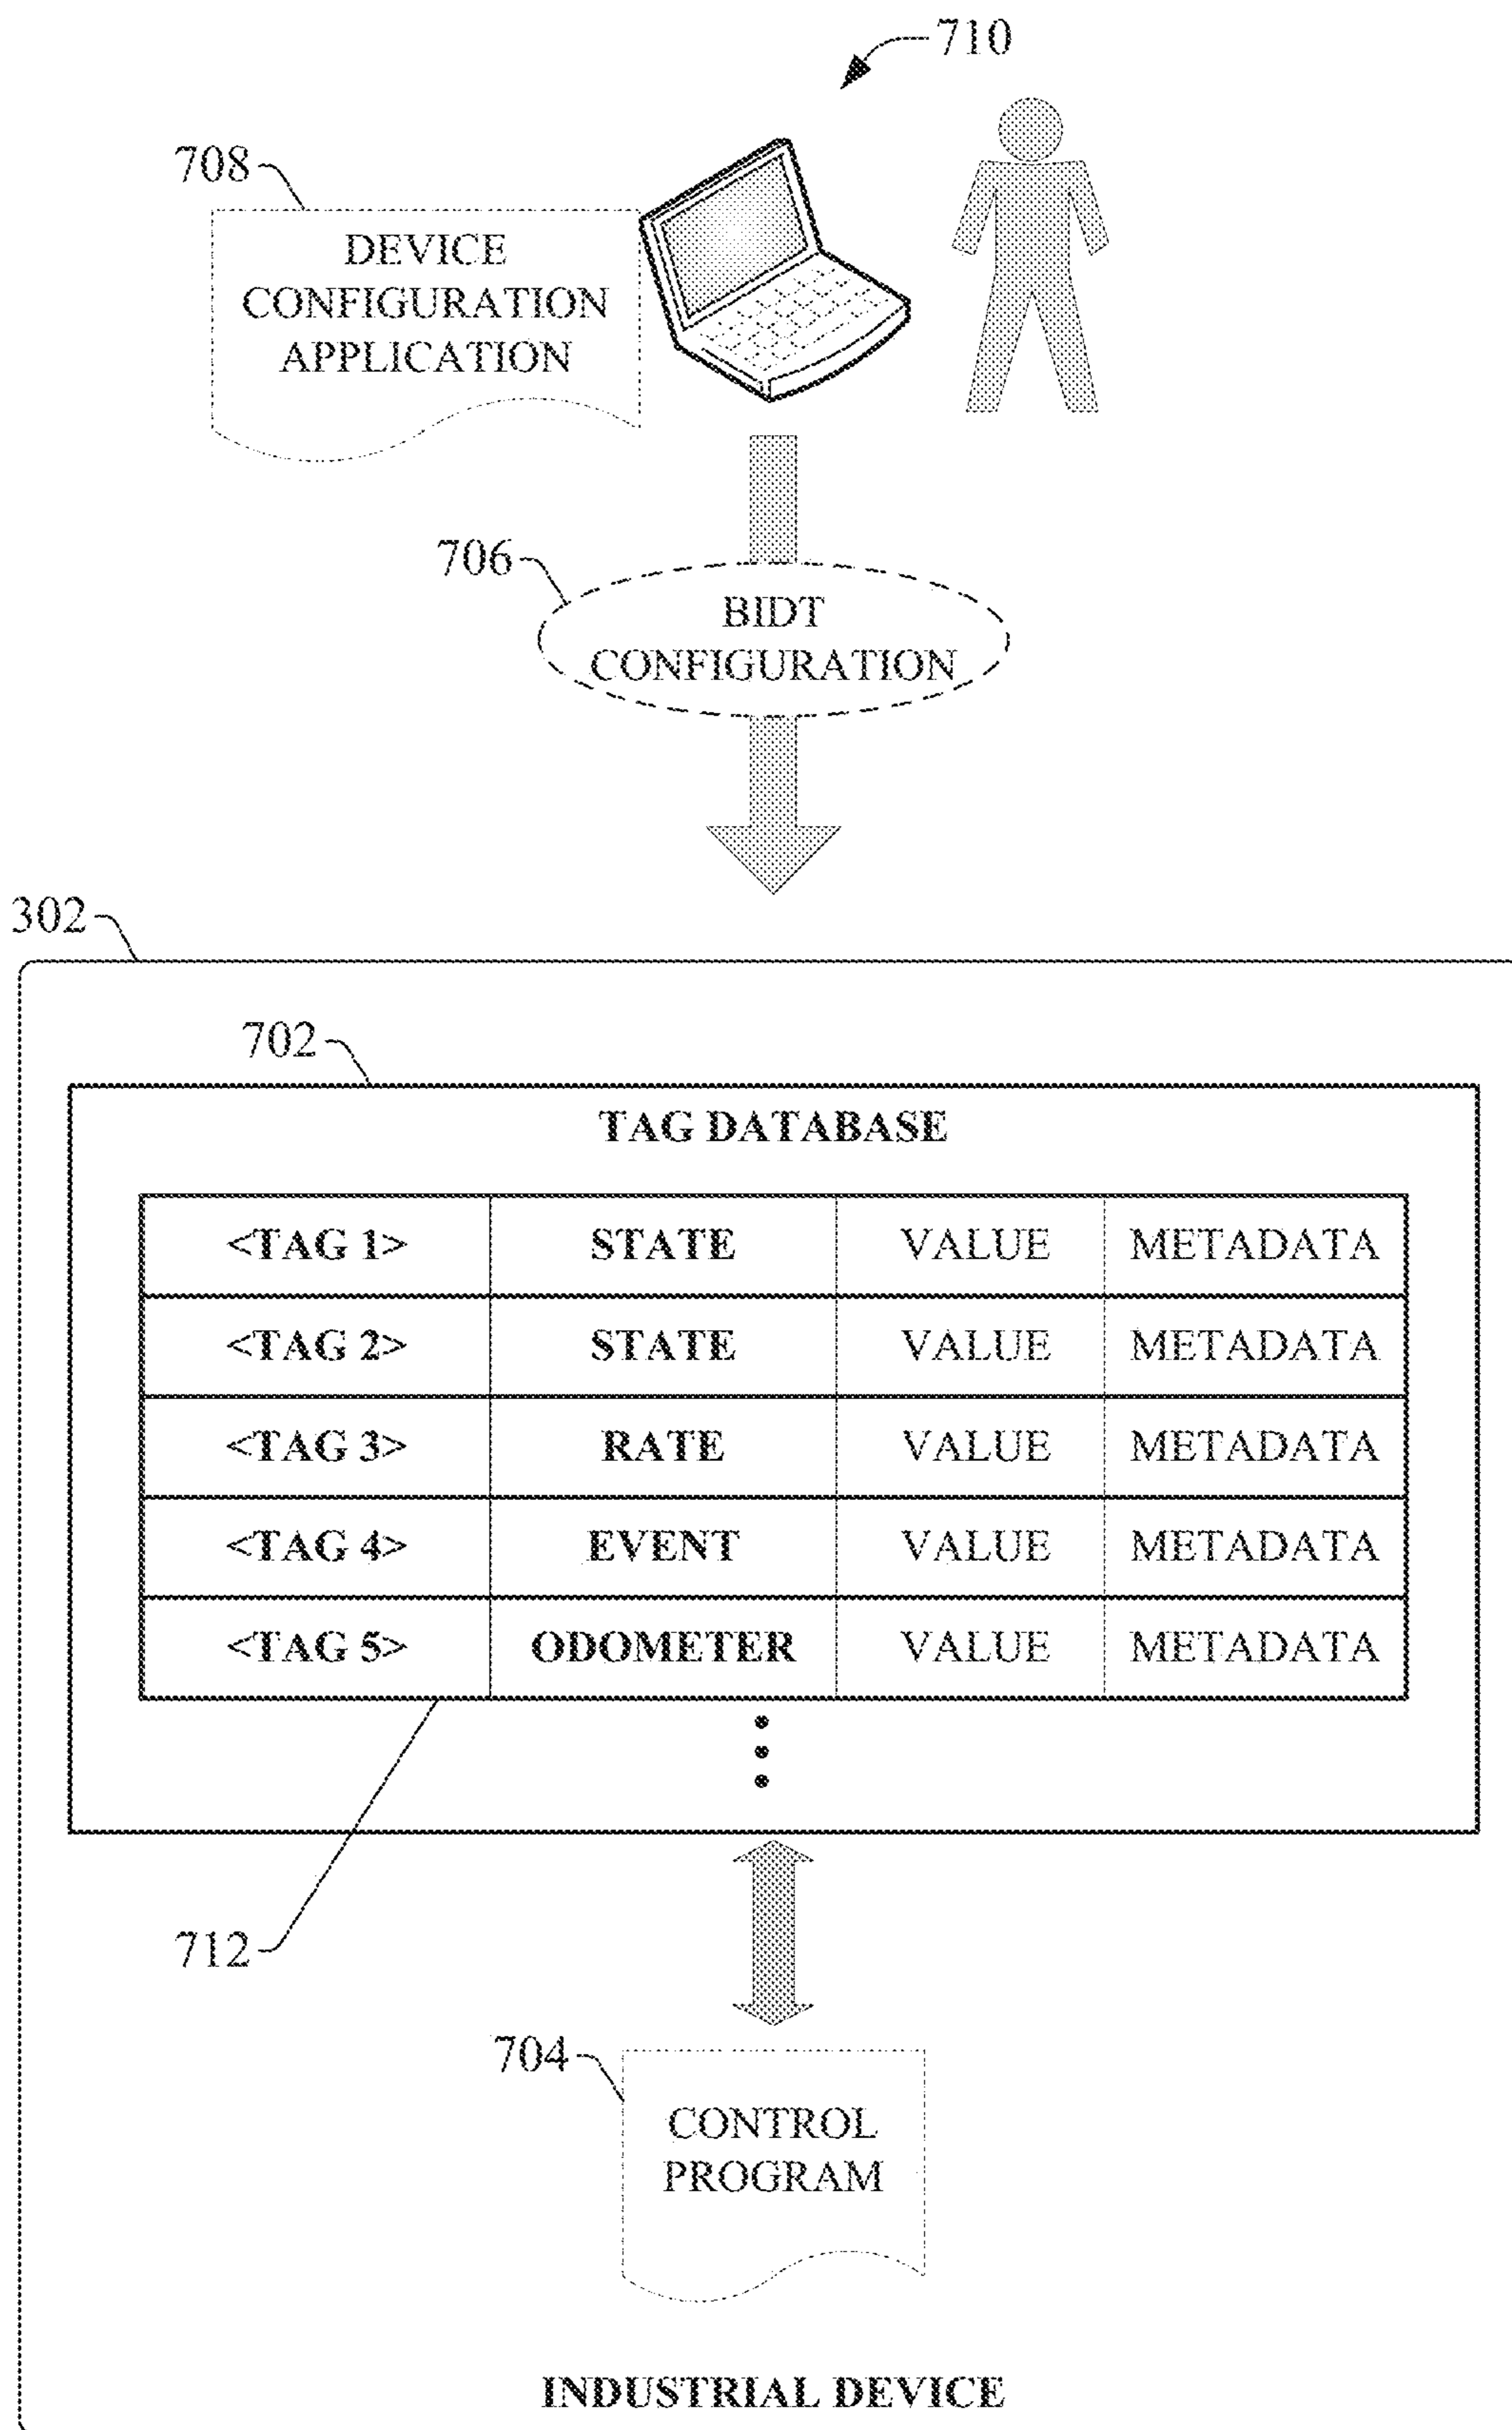 710
708
DEVICE
CONFIGURATION
APPLICATION
706
BIDT
CONFIGURATION
302
702
TAG DATABASE
<TAG 1> STATE VALUE METADATA
<TAG 2> STATE VALUE METADATA
<TAG 3> RATE VALUE METADATA
<TAG 4> EVENT VALUE METADATA
<TAG 5> ODOMETER VALUE METADATA
712
704
CONTROL
PROGRAM
INDUSTRIAL DEVICE